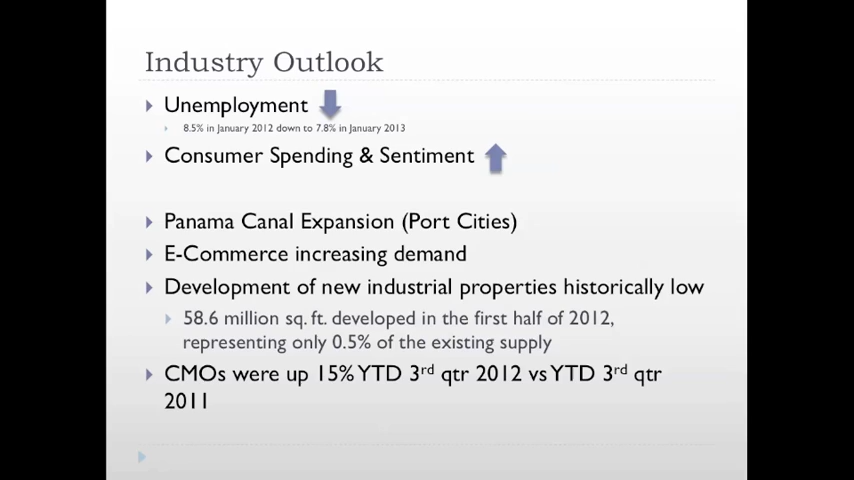 Industry Outlook
Unemployment
8.5% in January 2012 down to 7.8% in January 2013
Consumer Spending & Sentiment
Panama Canal Expansion (Port Cities)
E-Commerce increasing demand
Development of new industrial properties historically low
58.6 million sq. ft. developed in the first half of 2012,
representing only 0.5% of the existing supply
CMOs were up 15% YTD 3rd qtr 2012 vs YTD 3rd qtr
2011